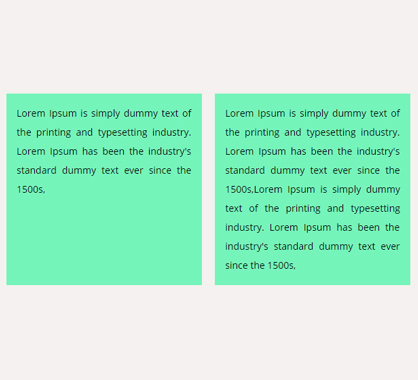 Lorem Ipsum is simply dummy text of
the printing and typesetting industry.
Lorem Ipsum has been the industry's
standard dummy text ever since the
1500s,
Lorem Ipsum is simply dummy text of
the printing and typesetting industry.
Lorem Ipsum has been the industry's
standard dummy text ever since the
1500s,Lorem Ipsum is simply dummy
text of the printing and typesetting
industry. Lorem Ipsum has been the
industry's standard dummy text ever
since the 1500s,